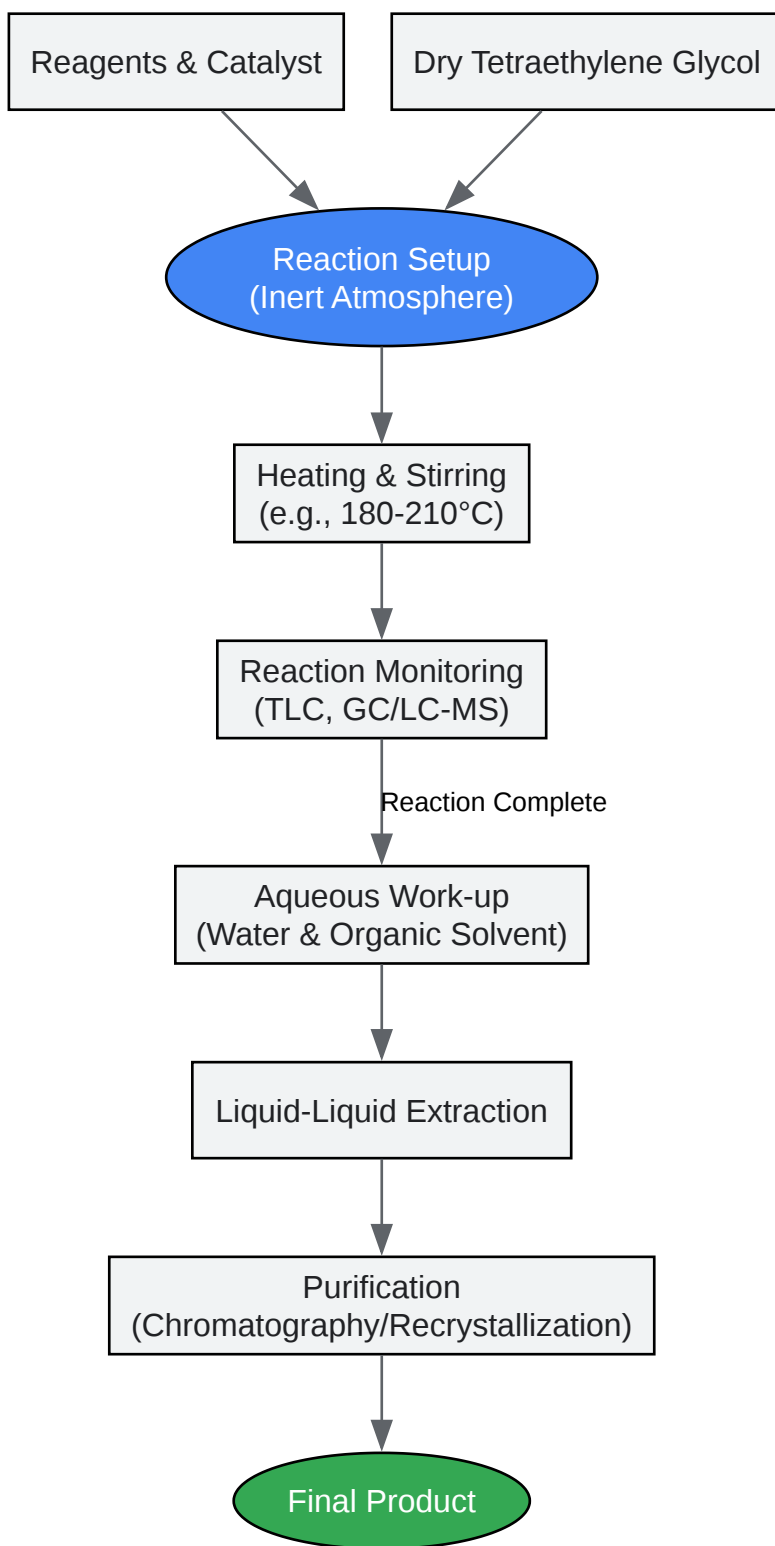 Reagents & Catalyst
Dry Tetraethylene Glycol
Reaction Setup
(Inert Atmosphere)
Heating & Stirring
(e.g., 180-210°C)
Reaction Monitoring
(TLC, GC/LC-MS)
Reaction Complete
Aqueous Work-up
(Water & Organic Solvent)
Liquid-Liquid Extraction
Purification
(Chromatography/Recrystallization)
Final Product